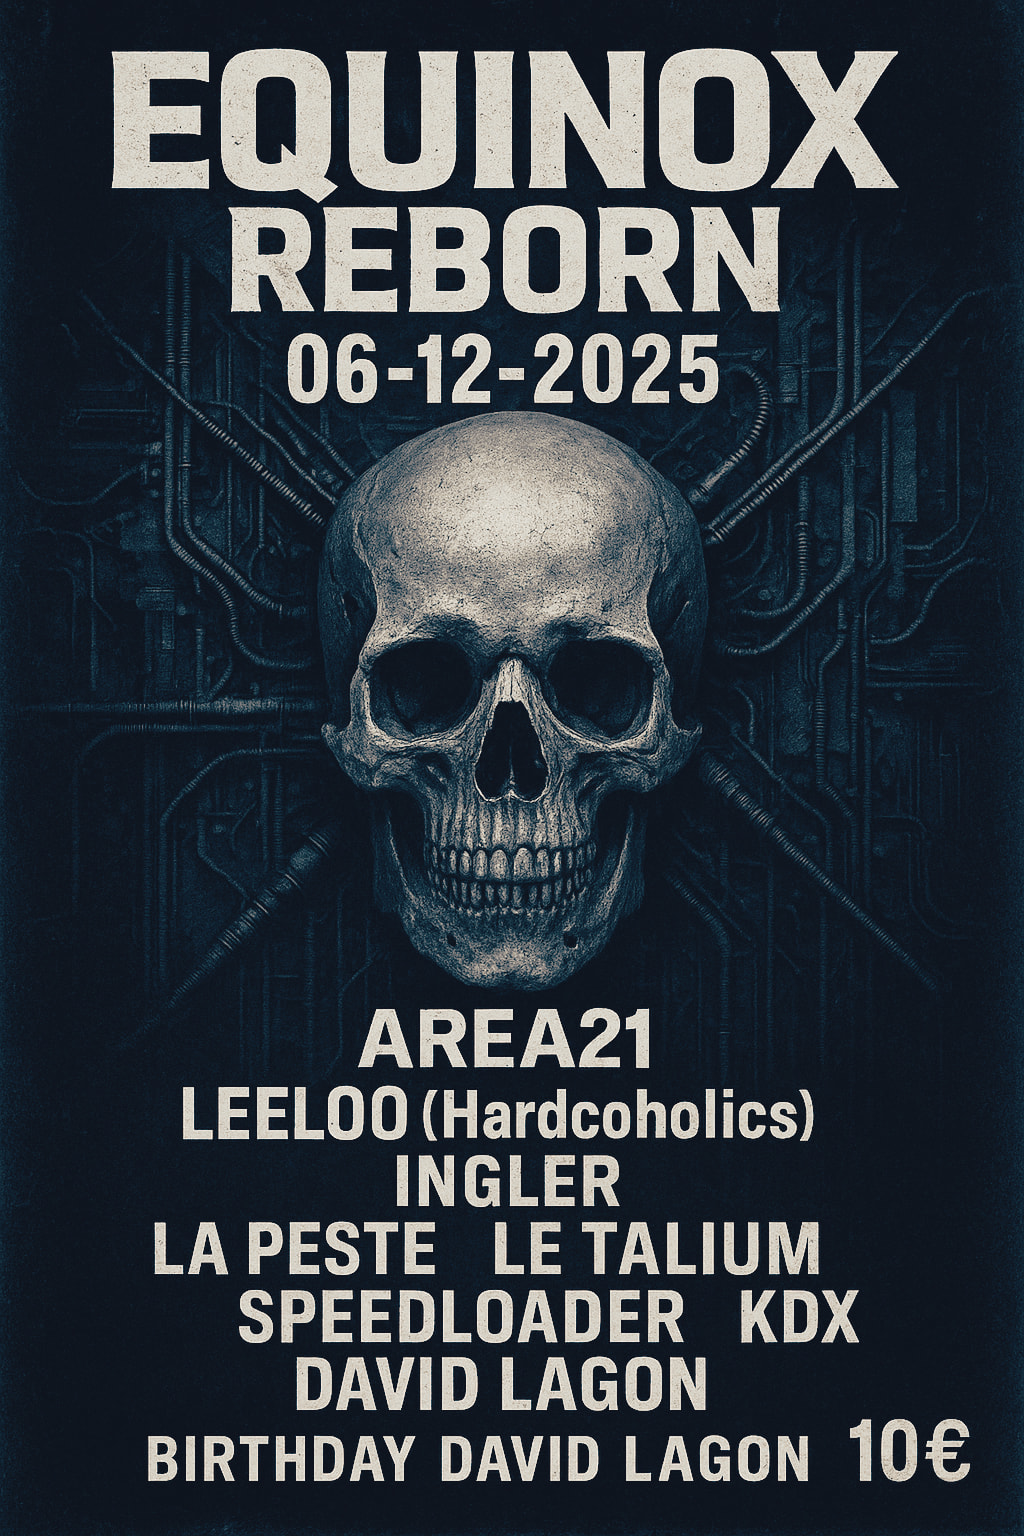 EQUINOX
REBORN
06-12-2025
AREA21
LEELOO (Hardcoholics)
INGLER
LA PESTE LE TALIUM
SPEEDLOADER KDX
DAVID LAGON
BIRTHDAY DAVID LAGON 10€